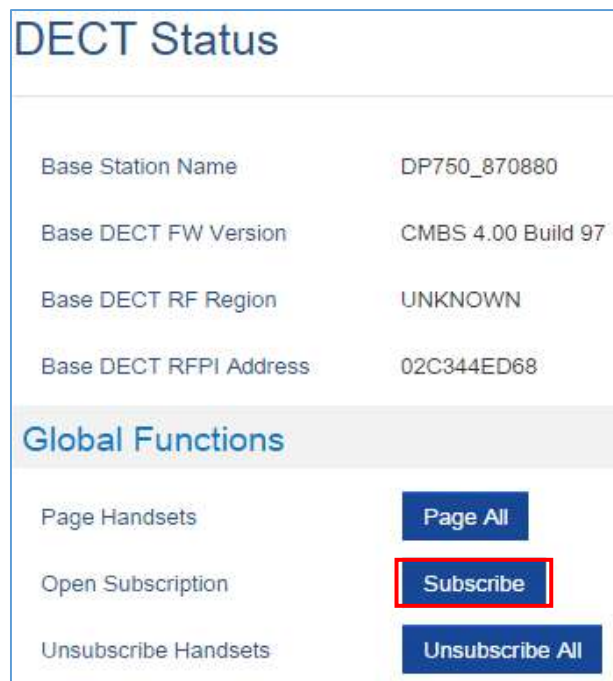 DECT Status
Base Station Name DP750_870880
Base DECT FW Version CMBS 4.00 Build 97
Base DECT RF Region UNKNOWN
Base DECT RFPI Address 02C344ED68
Global Functions
Page Handsets Page All
Open Subscription Subscribe
Unsubscribe Handsets Unsubscribe All